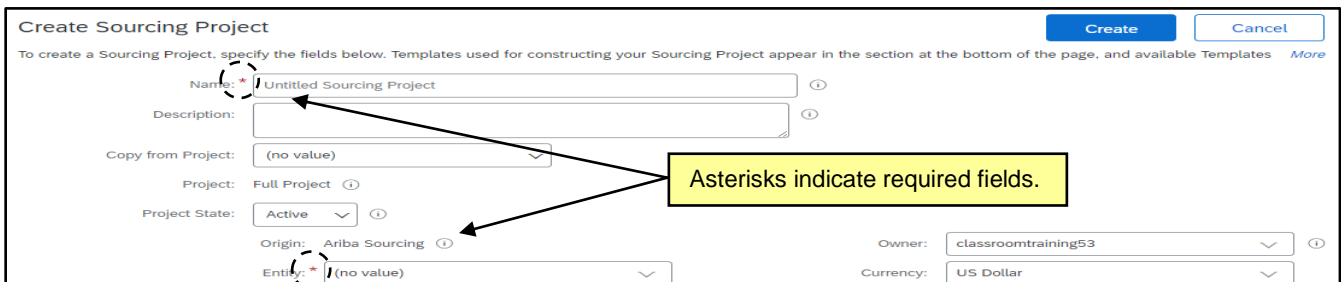 Create Sourcing Project
Create
Cancel
To create a Sourcing Project, specify the fields below. Templates used for constructing your Sourcing Project appear in the section at the bottom of the page, and available Templates More
Name: * Untitled Sourcing Project
Description:
Copy from Project: (no value)
Asterisks indicate required fields.
Project: Full Project
Project State: Active
Origin: Ariba Sourcing
Owner: classroomtraining53
Entity: * (no value)
Currency: US Dollar